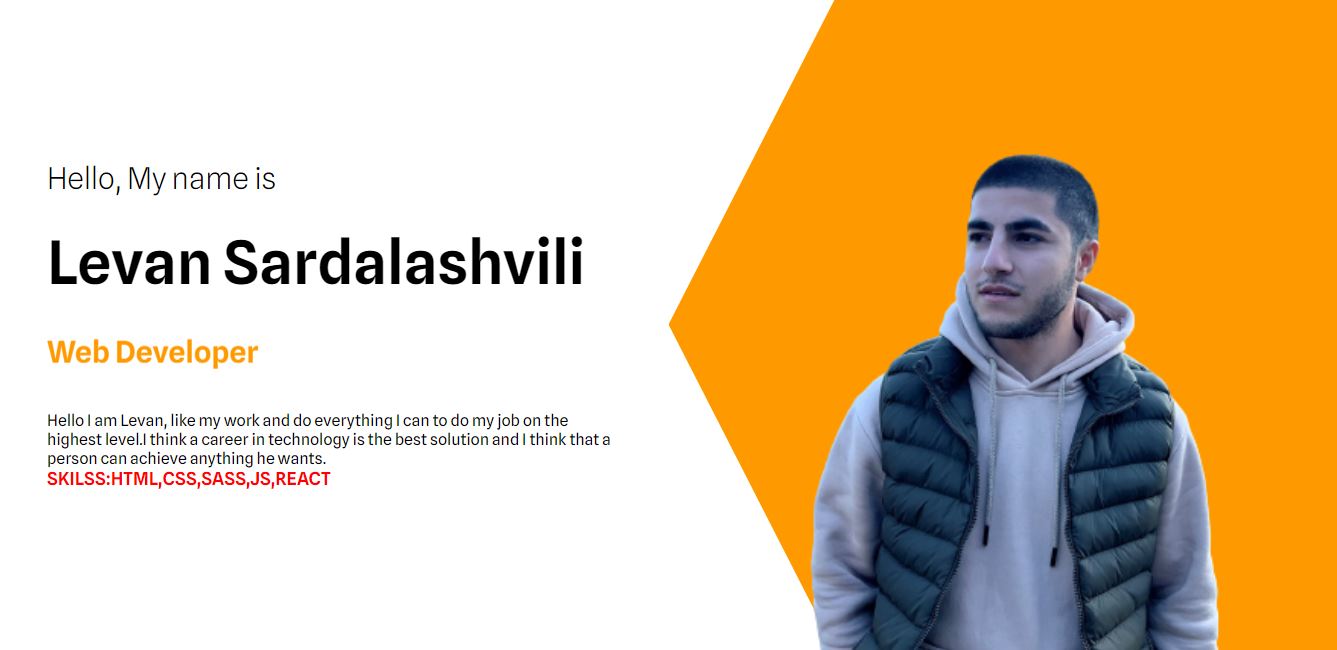 Hello, My name is
Levan Sardalashvili
Web Developer
Hello I am Levan, like my work and do everything I can to do my job on the
highest level.I think a career in technology is the best solution and I think that a
person can achieve anything he wants.
SKILSS:HTML,CSS,SASS,JS,REACT